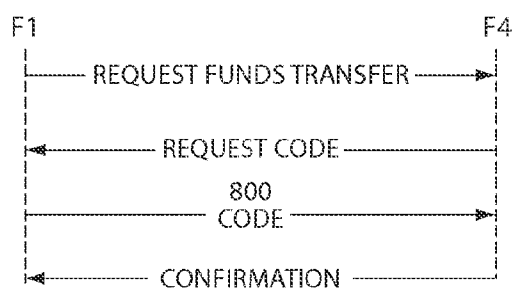 F1 F4
REQUEST FUNDS TRANSFER
REQUEST CODE
800
CODE
CONFIRMATION